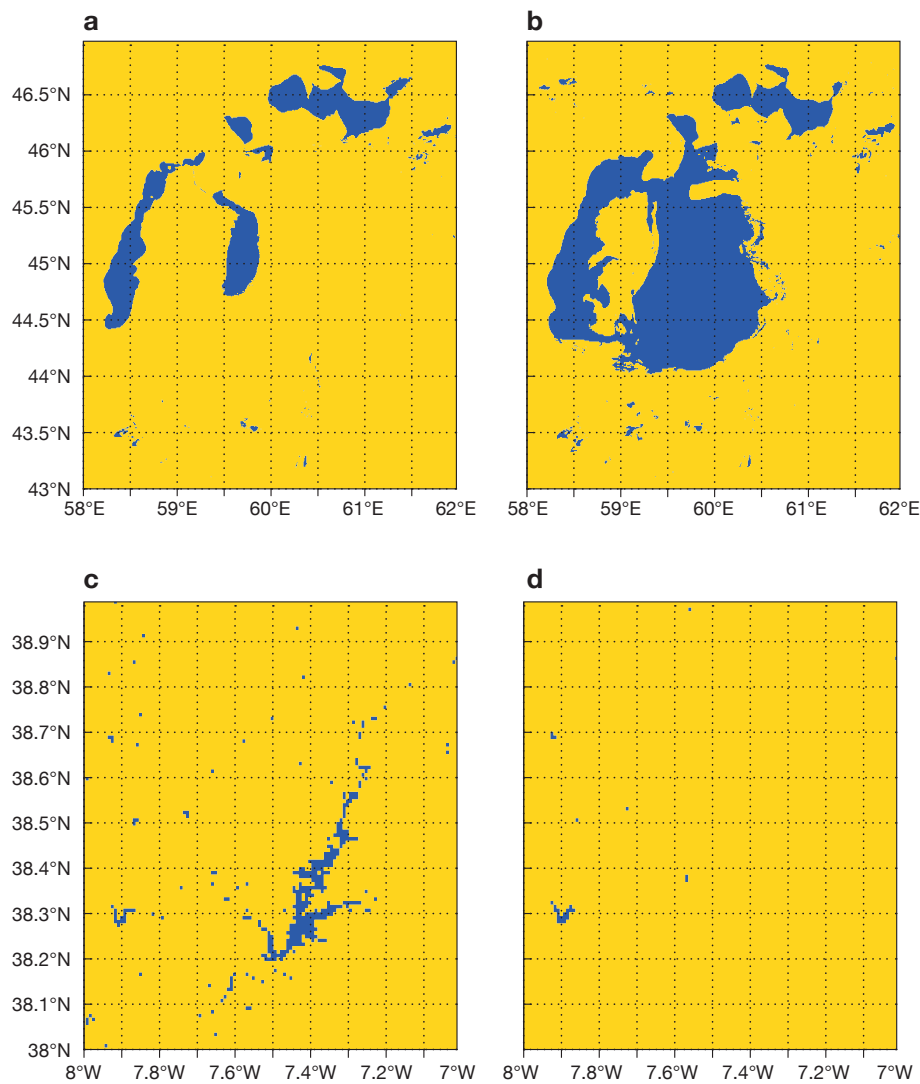 a
b
46.5°N
46°N
45.5°N
45°N
44.5°N
44°N
43.5°N
43°N
58°E 59°E 60°E 61°E 62°E
58°E 59°E 60°E 61°E 62°E
c
d
38.9°N
38.8°N
38.7°N
38.6°N
38.5°N
38.4°N
38.3°N
38.2°N
38.1°N
38°N
8°W 7.8°W 7.6°W 7.4°W 7.2°W 7°W
8°W 7.8°W 7.6°W 7.4°W 7.2°W 7°W